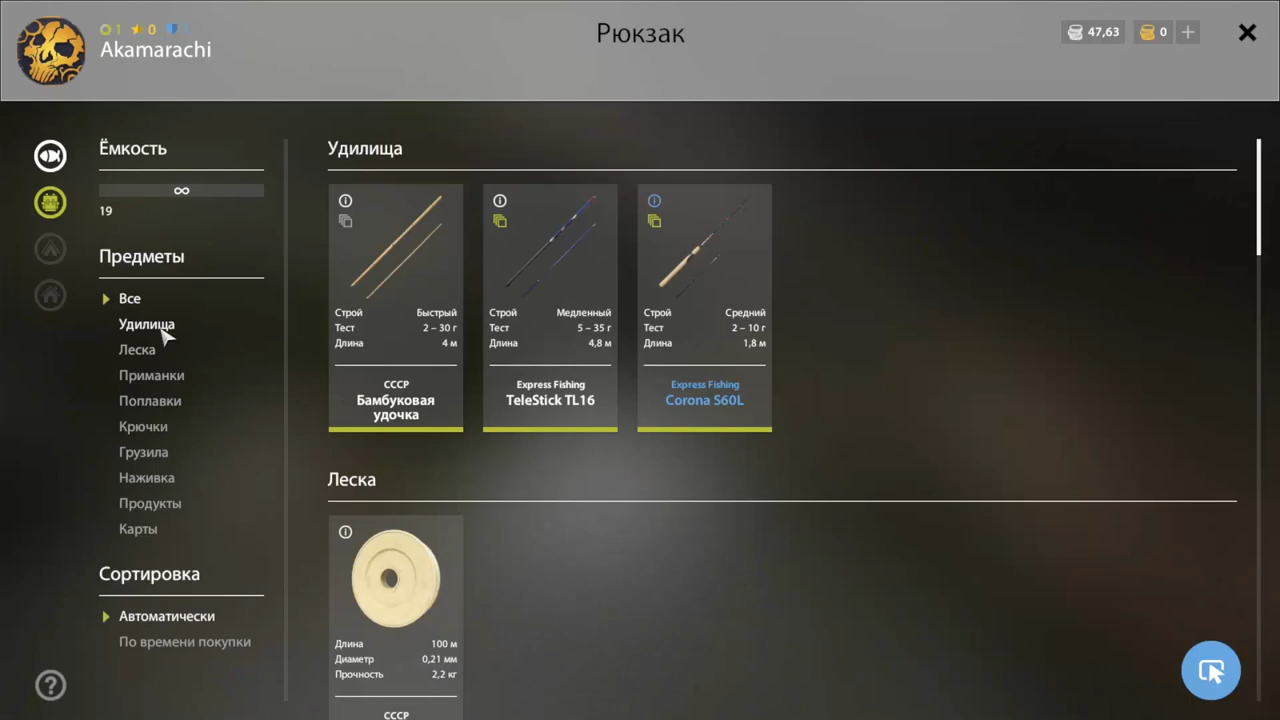 1 0
Akamarachi
Рюкзак
47,63 0
Ёмкость
∞
19
Предметы
Все
Удилища
Леска
Приманки
Поплавки
Крючки
Грузила
Наживка
Продукты
Карты
Сортировка
Автоматически
По времени покупки
Удилища
Строй Быстрый
Тест 2 – 30 г
Длина 4 м
СССР
Бамбуковая
удочка
Строй Медленный
Тест 5 – 35 г
Длина 4,8 м
Express Fishing
TeleStick TL16
Строй Средний
Тест 2 – 10 г
Длина 1,8 м
Express Fishing
Corona S60L
Леска
Длина 100 м
Диаметр 0,21 мм
Прочность 2,2 кг
СССР